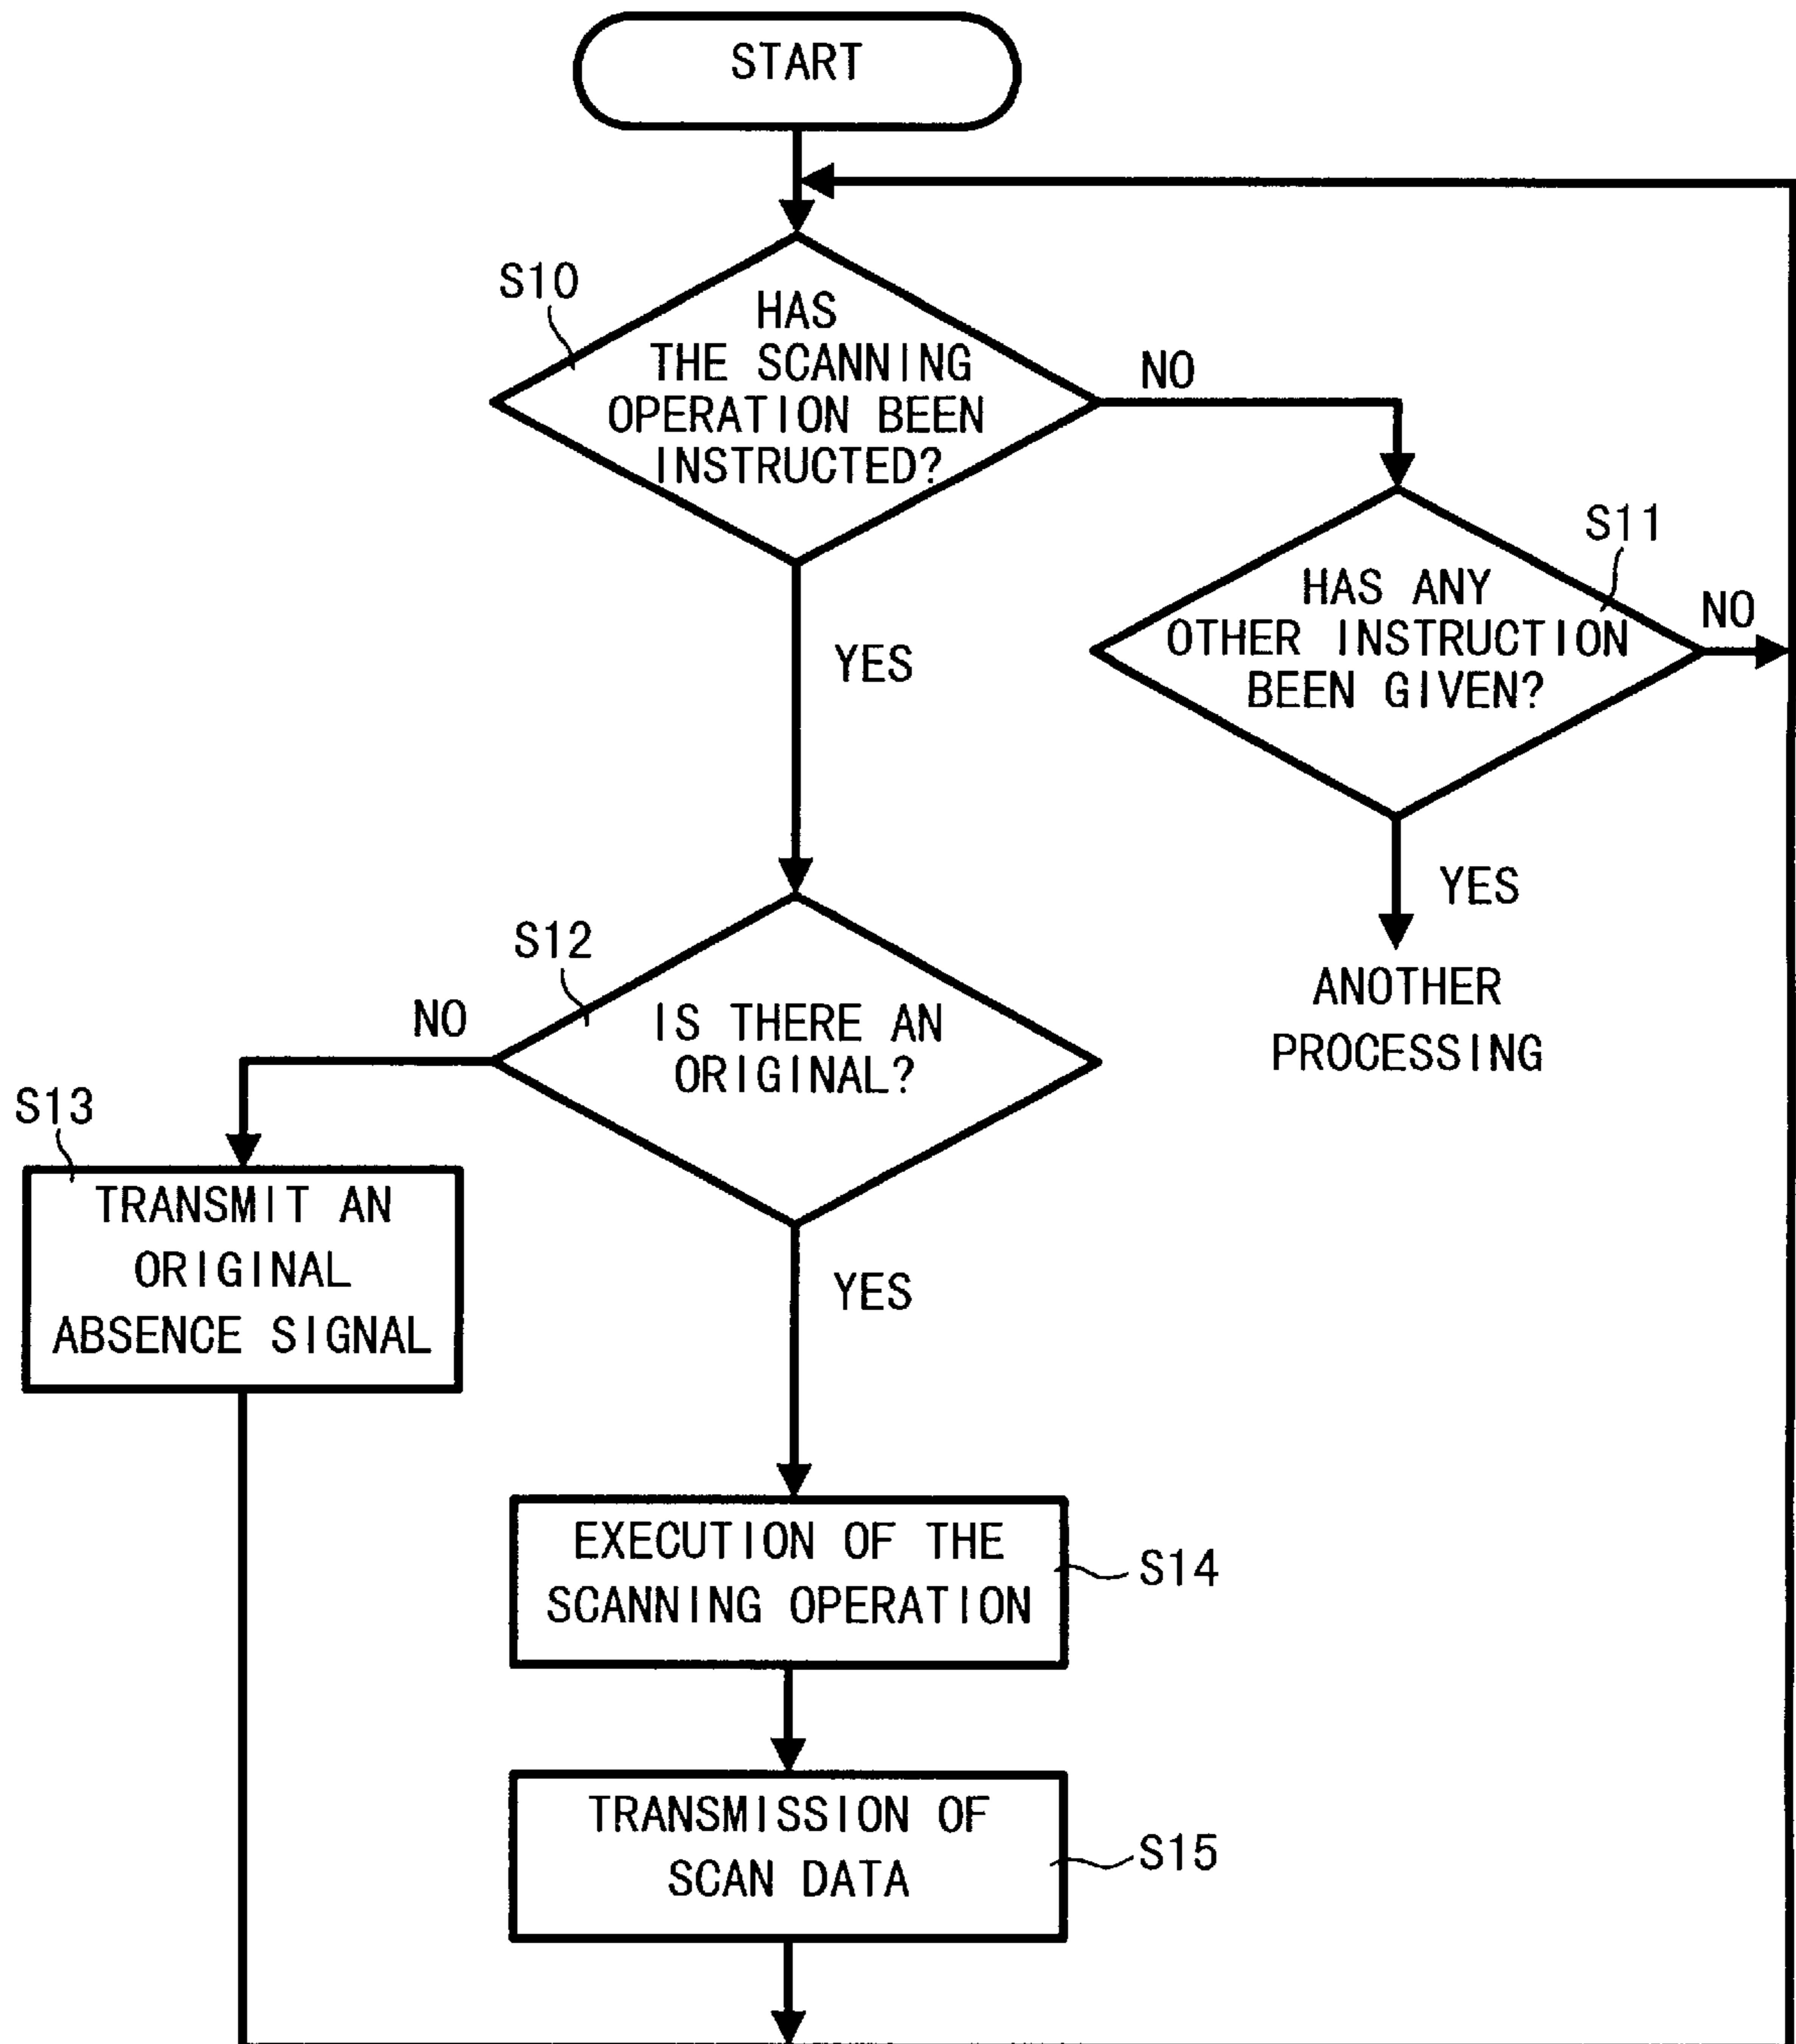 START
S10
HAS
THE SCANNING
OPERATION BEEN
INSTRUCTED?
NO
S11
HAS ANY
OTHER INSTRUCTION
BEEN GIVEN?
NO
YES
YES
ANOTHER
PROCESSING
S12
IS THERE AN
ORIGINAL?
NO
S13
TRANSMIT AN
ORIGINAL
ABSENCE SIGNAL
YES
EXECUTION OF THE
SCANNING OPERATION
S14
TRANSMISSION OF
SCAN DATA
S15